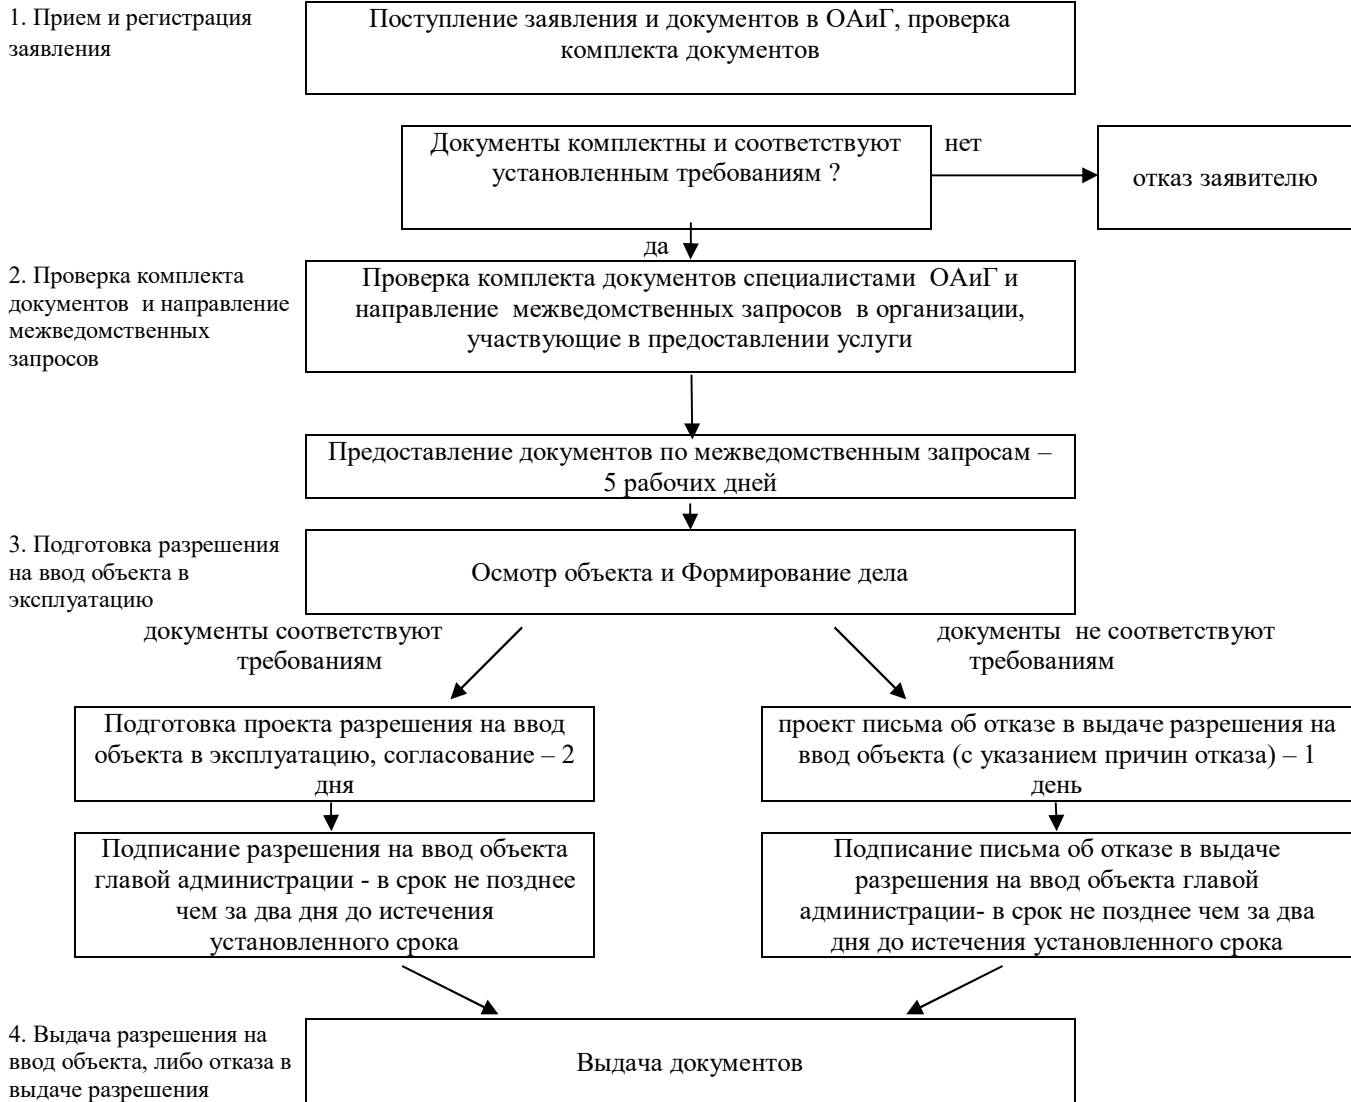 1. Прием и регистрация
заявления
Поступление заявления и документов в ОАиГ, проверка
комплекта документов
Документы комплектны и соответствуют
установленным требованиям ?
нет
отказ заявителю
да
2. Проверка комплекта
документов и направление
межведомственных
запросов
Проверка комплекта документов специалистами ОАиГ и
направление межведомственных запросов в организации,
участвующие в предоставлении услуги
Предоставление документов по межведомственным запросам –
5 рабочих дней
3. Подготовка разрешения
на ввод объекта в
эксплуатацию
Осмотр объекта и Формирование дела
документы соответствуют
требованиям
документы не соответствуют
требованиям
Подготовка проекта разрешения на ввод
объекта в эксплуатацию, согласование – 2
дня
проект письма об отказе в выдаче разрешения на
ввод объекта (с указанием причин отказа) – 1
день
Подписание разрешения на ввод объекта
главой администрации - в срок не позднее
чем за два дня до истечения
установленного срока
Подписание письма об отказе в выдаче
разрешения на ввод объекта главой
администрации- в срок не позднее чем за два
дня до истечения установленного срока
4. Выдача разрешения на
ввод объекта, либо отказа в
выдаче разрешения
Выдача документов